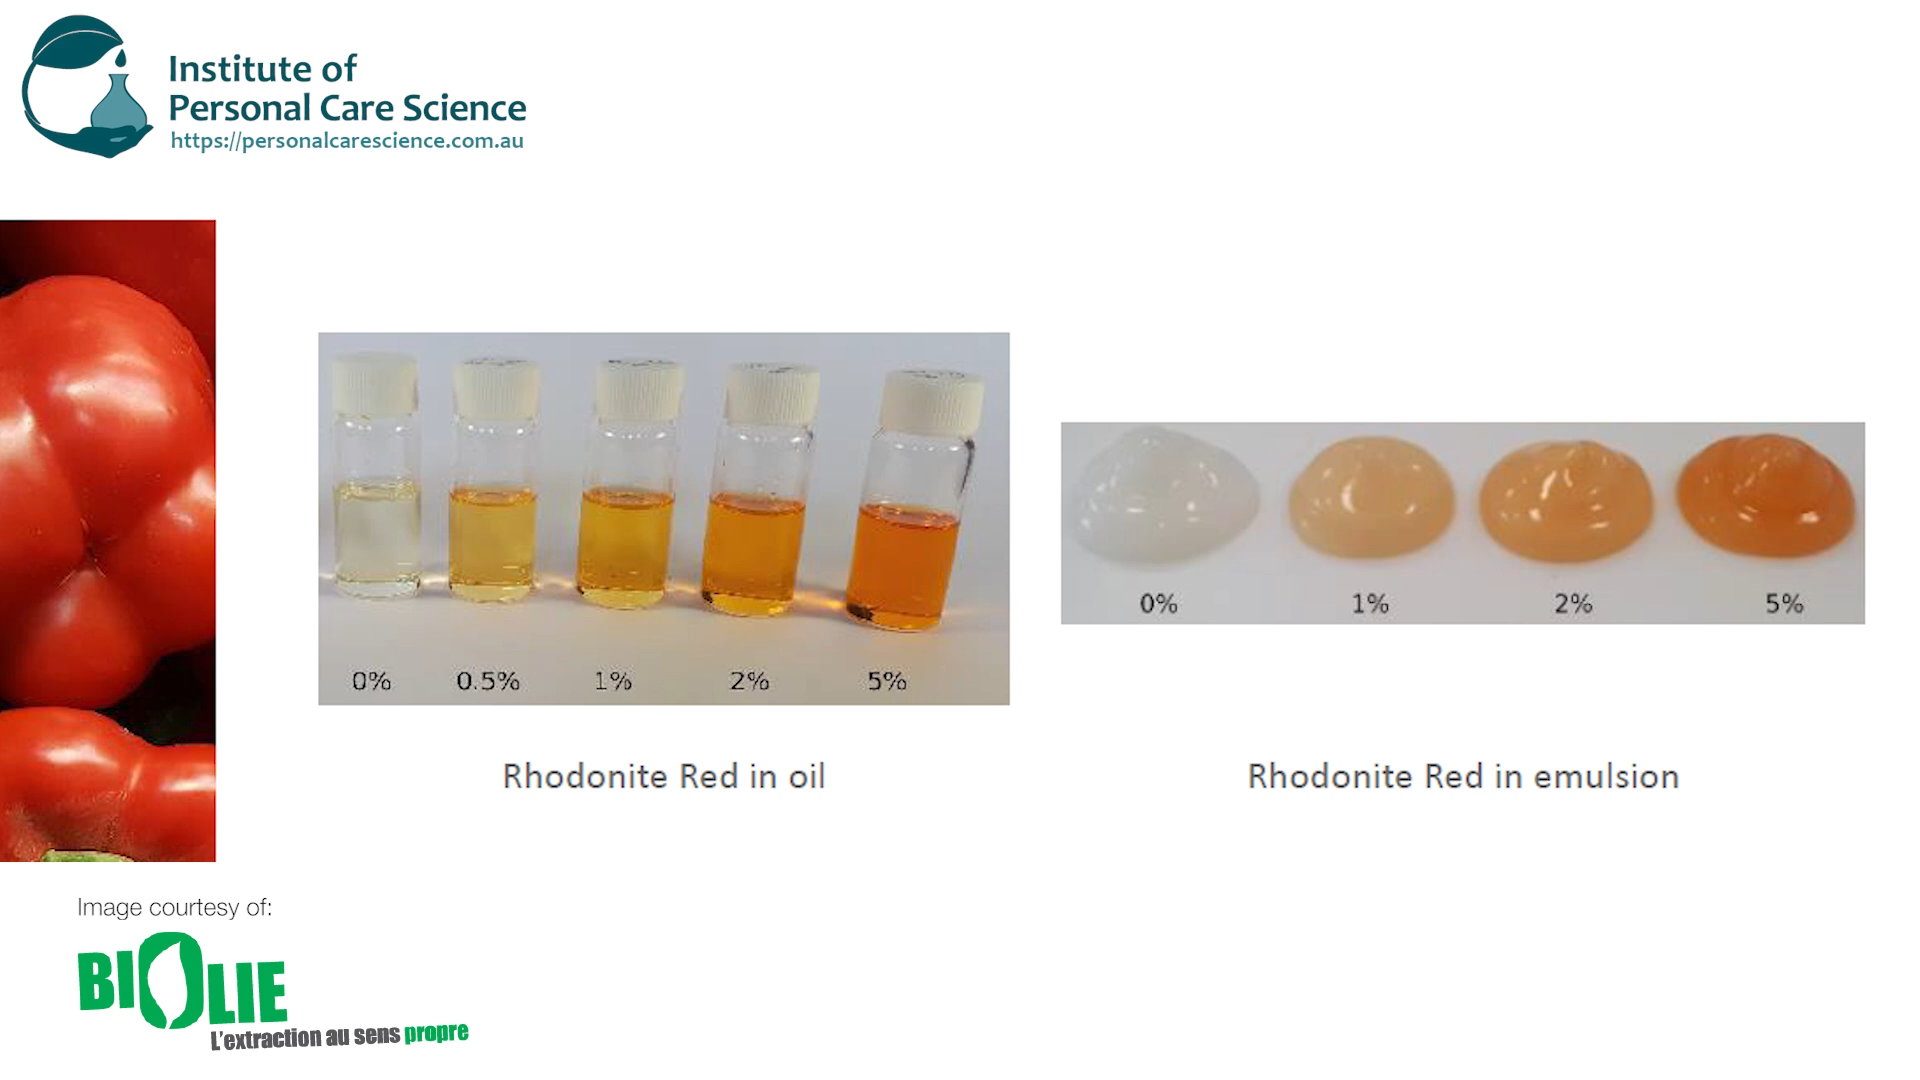 Institute of
Personal Care Science
https://personalcarescience.com.au
0% 0.5% 1% 2% 5%
Rhodonite Red in oil
0% 1% 2% 5%
Rhodonite Red in emulsion
Image courtesy of:
BIOLIE
L'extraction au sens propre